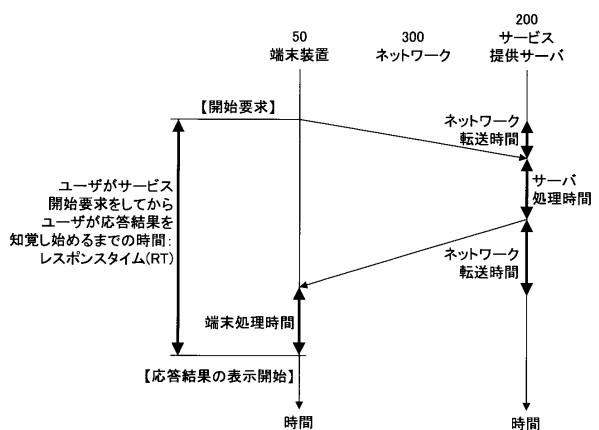 50
端末装置
300
ネットワーク
200
サービス
提供サーバ
【開始要求】
ネットワーク
転送時間
サーバ
処理時間
ユーザがサービス
開始要求をしてから
ユーザが応答結果を
知覚し始めるまでの時間:
レスポンスタイム(RT)
ネットワーク
転送時間
端末処理時間
【応答結果の表示開始】
時間
時間